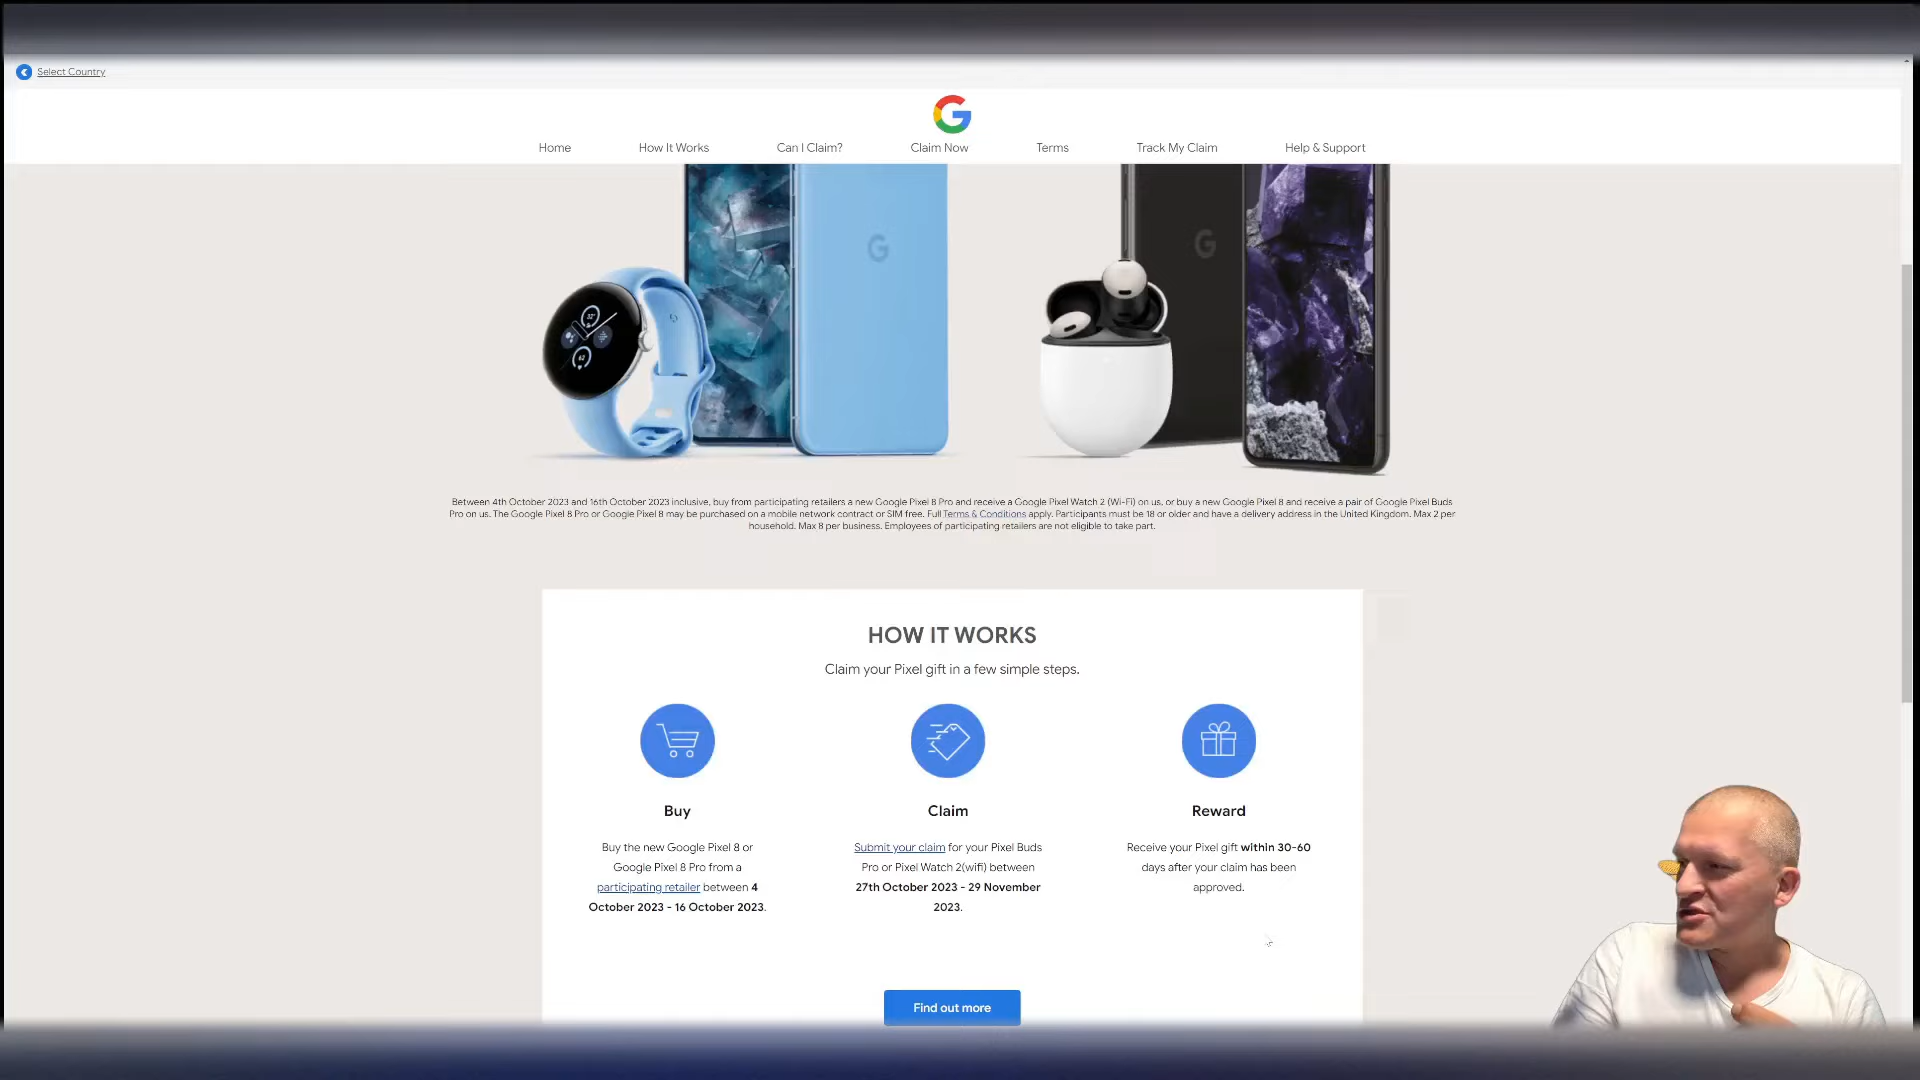 Select Country
Home How It Works Can I Claim? Claim Now Terms Track My Claim Help & Support
Between 4th October 2023 and 16th October 2023 inclusive, buy from participating retailers a new Google Pixel 8 Pro and receive a Google Pixel Watch 2 (Wi-Fi) on us, or buy a new Google Pixel 8 and receive a pair of Google Pixel Buds
Pro on us. The Google Pixel 8 Pro or Google Pixel 8 may be purchased on a mobile network contract or SIM free. Full Terms & Conditions apply. Participants must be 18 or older and have a delivery address in the United Kingdom. Max 2 per
household. Max 8 per business. Employees of participating retailers are not eligible to take part.
HOW IT WORKS
Claim your Pixel gift in a few simple steps.
Buy
Buy the new Google Pixel 8 or
Google Pixel 8 Pro from a
participating retailer between 4
October 2023 - 16 October 2023.
Claim
Submit your claim for your Pixel Buds
Pro or Pixel Watch 2(wifi) between
27th October 2023 - 29 November
2023.
Reward
Receive your Pixel gift within 30-60
days after your claim has been
approved.
Find out more